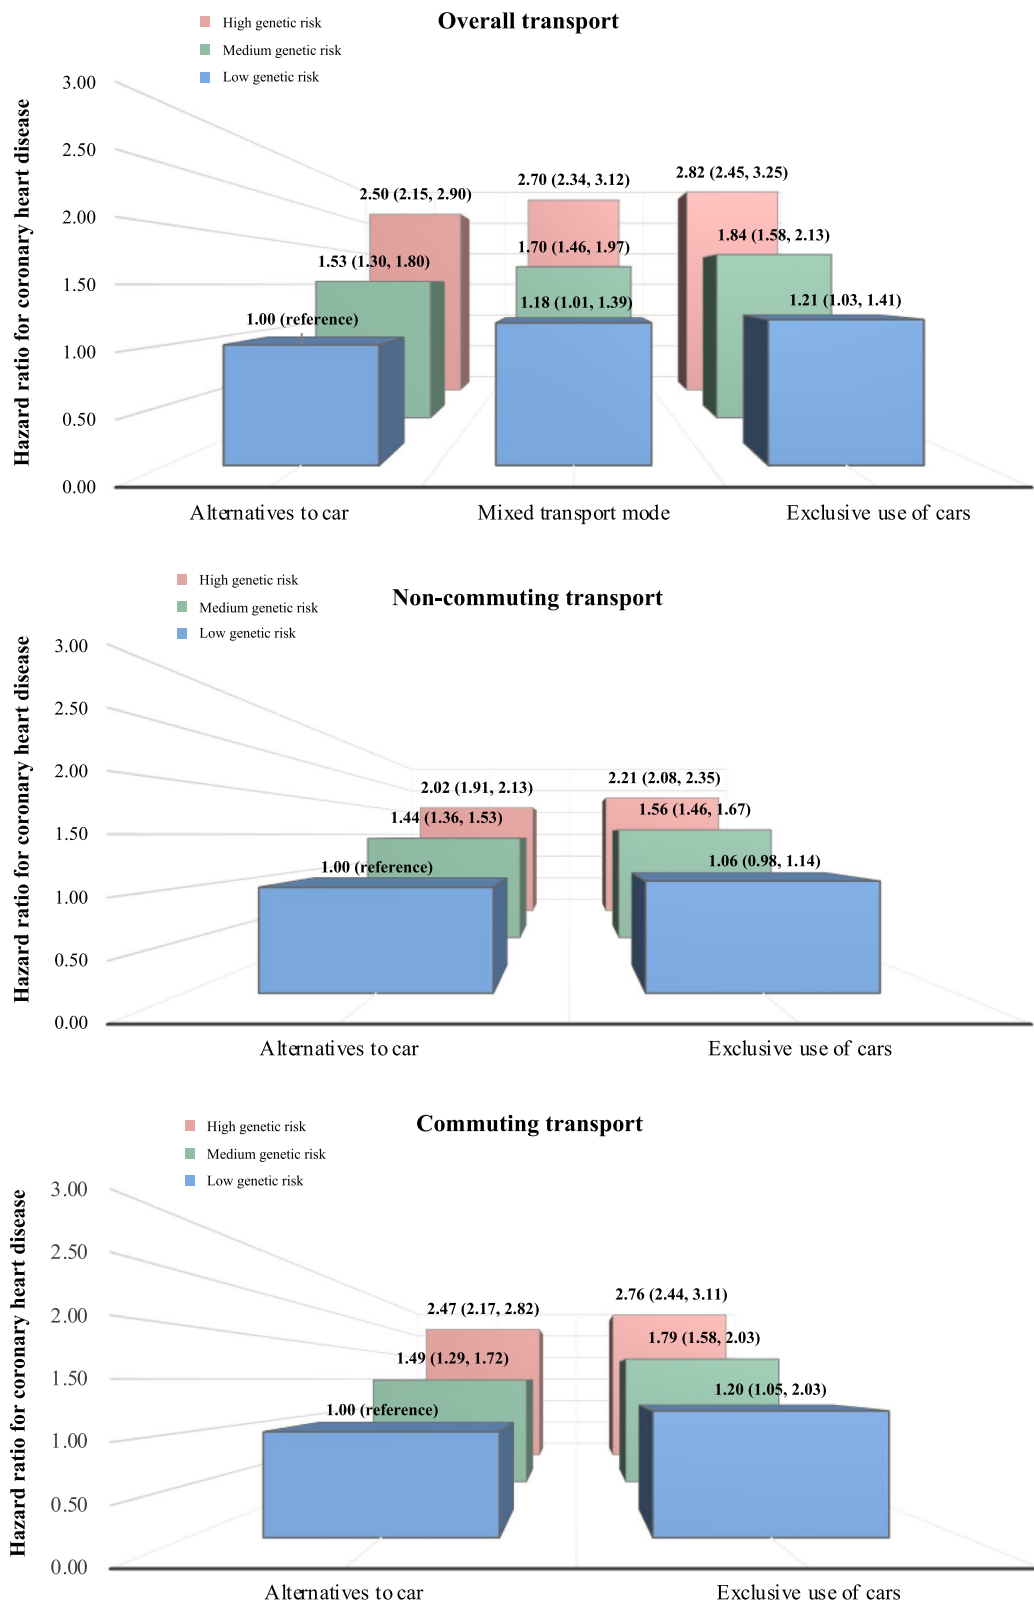 Overall transport
High genetic risk
Medium genetic risk
Low genetic risk
Hazard ratio for coronary heart disease
3.00
2.50
2.00
1.50
1.00
0.50
0.00
2.50 (2.15, 2.90)
2.70 (2.34, 3.12)
2.82 (2.45, 3.25)
1.53 (1.30, 1.80)
1.70 (1.46, 1.97)
1.84 (1.58, 2.13)
1.00 (reference)
1.18 (1.01, 1.39)
1.21 (1.03, 1.41)
Alternatives to car
Mixed transport mode
Exclusive use of cars
Non-commuting transport
High genetic risk
Medium genetic risk
Low genetic risk
Hazard ratio for coronary heart disease
3.00
2.50
2.00
1.50
1.00
0.50
0.00
2.02 (1.91, 2.13)
2.21 (2.08, 2.35)
1.44 (1.36, 1.53)
1.56 (1.46, 1.67)
1.00 (reference)
1.06 (0.98, 1.14)
Alternatives to car
Exclusive use of cars
Commuting transport
High genetic risk
Medium genetic risk
Low genetic risk
Hazard ratio for coronary heart disease
3.00
2.50
2.00
1.50
1.00
0.50
0.00
2.47 (2.17, 2.82)
2.76 (2.44, 3.11)
1.49 (1.29, 1.72)
1.79 (1.58, 2.03)
1.00 (reference)
1.20 (1.05, 2.03)
Alternatives to car
Exclusive use of cars